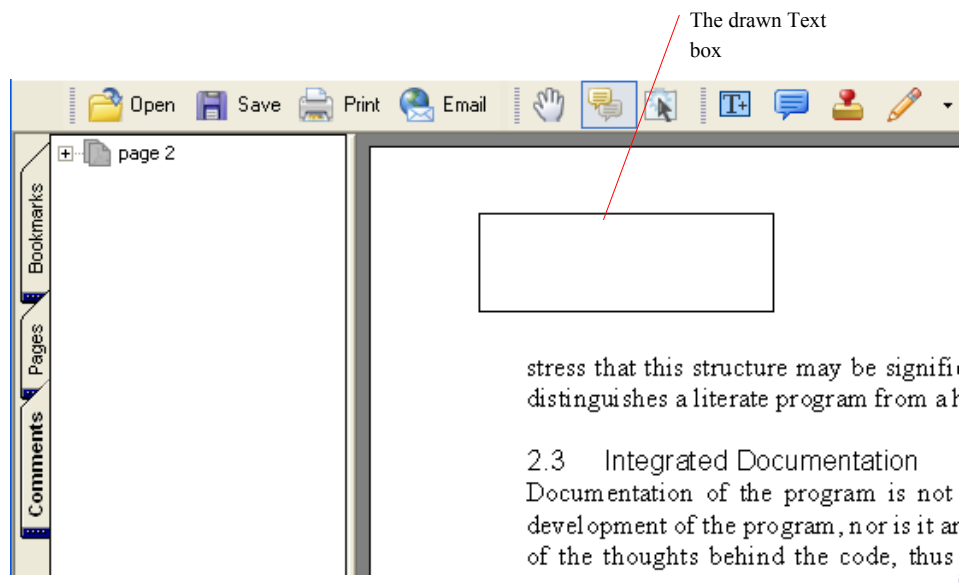 The drawn Text
box
Open Save Print Email T+
page 2
Bookmarks
Pages
Comments
stress that this structure may be
distinguishes a literate program from a
2.3 Integrated Documentation
Documentation of the program is not
development of the program, nor is it
of the thoughts behind the code, thus